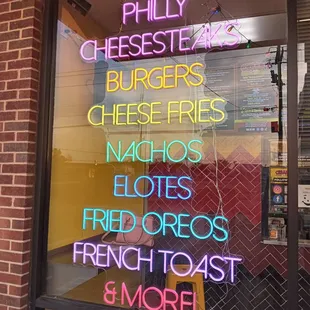 PHILLY
CHEESESTEAKS
BURGERS
CHEESE FRIES
NACHOS
ELOTES
FRIED OREOS
FRENCH TOAST
& MORE!